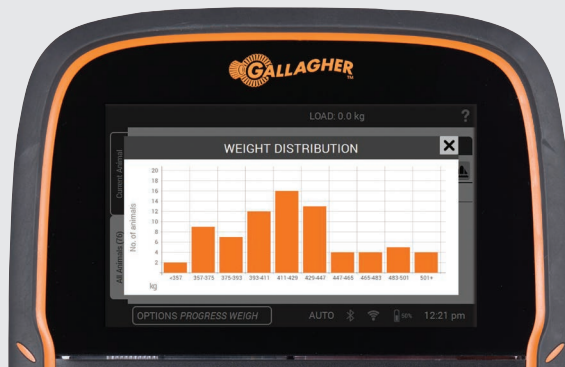 GALLAGHER
™
LOAD: 0.0 kg
?
WEIGHT DISTRIBUTION
Current Animal
All Animals (76)
No. of animals
20
18
16
14
12
10
8
6
4
2
<357 357-375 375-393 393-411 411-429 429-447 447-465 465-483 483-501 501+
kg
OPTIONS PROGRESS WEIGH
AUTO
12:21 pm